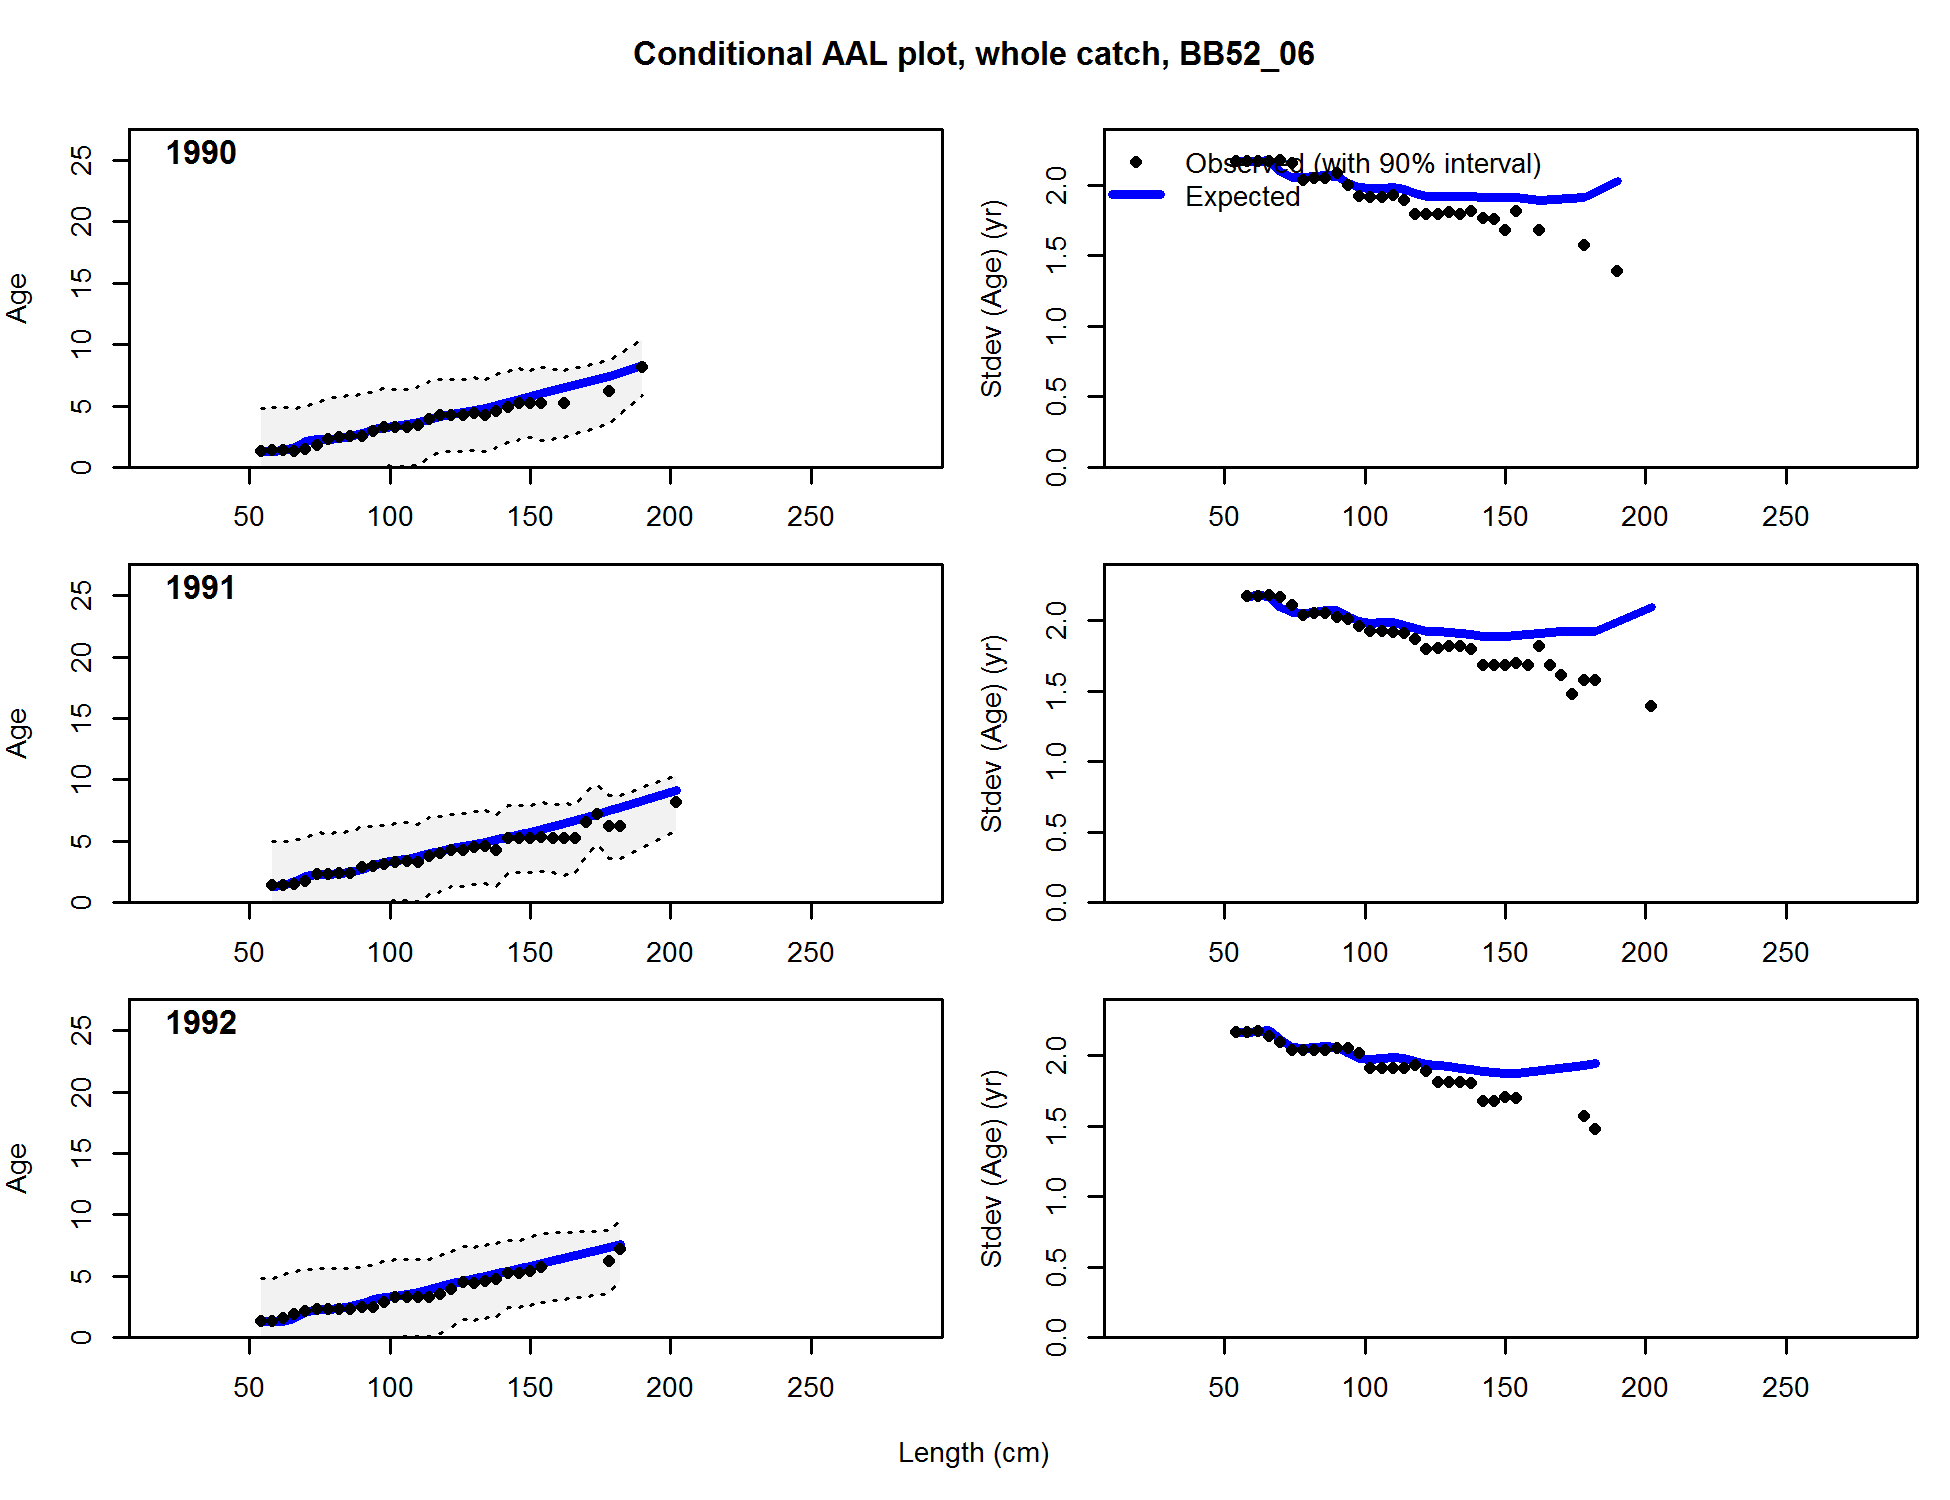 Conditional AAL plot, whole catch, BB52_06
1990
Age
0 5 10 15 20 25
50 100 150 200 250
Observed (with 90% interval)
Expected
Stdev (Age) (yr)
0.0 0.5 1.0 1.5 2.0
50 100 150 200 250
1991
Age
0 5 10 15 20 25
50 100 150 200 250
Stdev (Age) (yr)
0.0 0.5 1.0 1.5 2.0
50 100 150 200 250
1992
Age
0 5 10 15 20 25
50 100 150 200 250
Stdev (Age) (yr)
0.0 0.5 1.0 1.5 2.0
50 100 150 200 250
Length (cm)